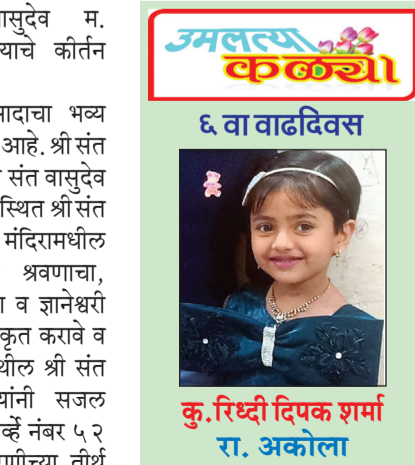 वासुदेव म.
याचे कीर्तन
सादाचा भव्य
आहे. श्री संत
संत वासुदेव
स्थित श्री संत
मंदिरामधील
श्रवणाचा,
व ज्ञानेश्वरी
कृत करावे व
थील श्री संत
यांनी सजल
र्व्हे नंबर ५२
उमलत्या
कळ्या
६ वा वाढदिवस
कु.रिध्दी दिपक शर्मा
रा. अकोला